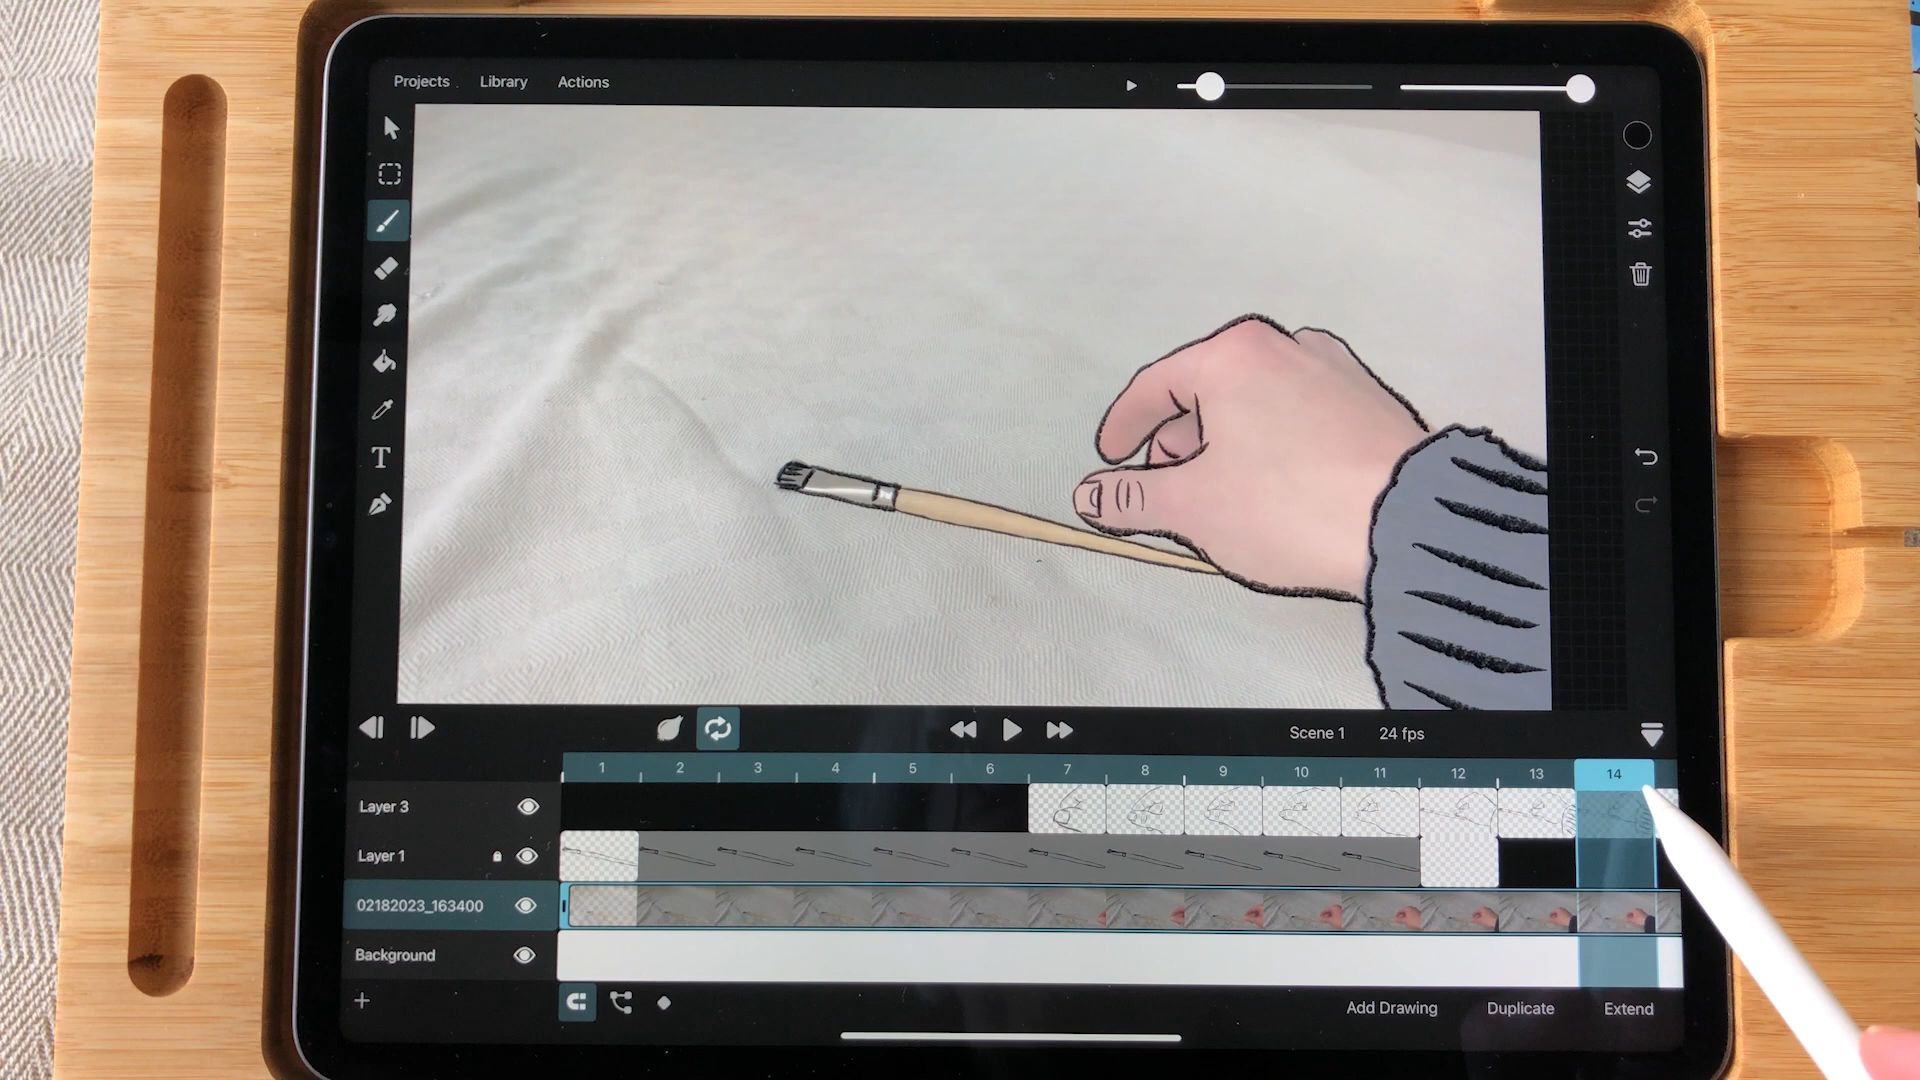 Projects Library Actions
T
Scene 1 24 fps
1 2 3 4 5 6 7 8 9 10 11 12 13 14
Layer 3
Layer 1
02182023_163400
Background
Add Drawing Duplicate Extend